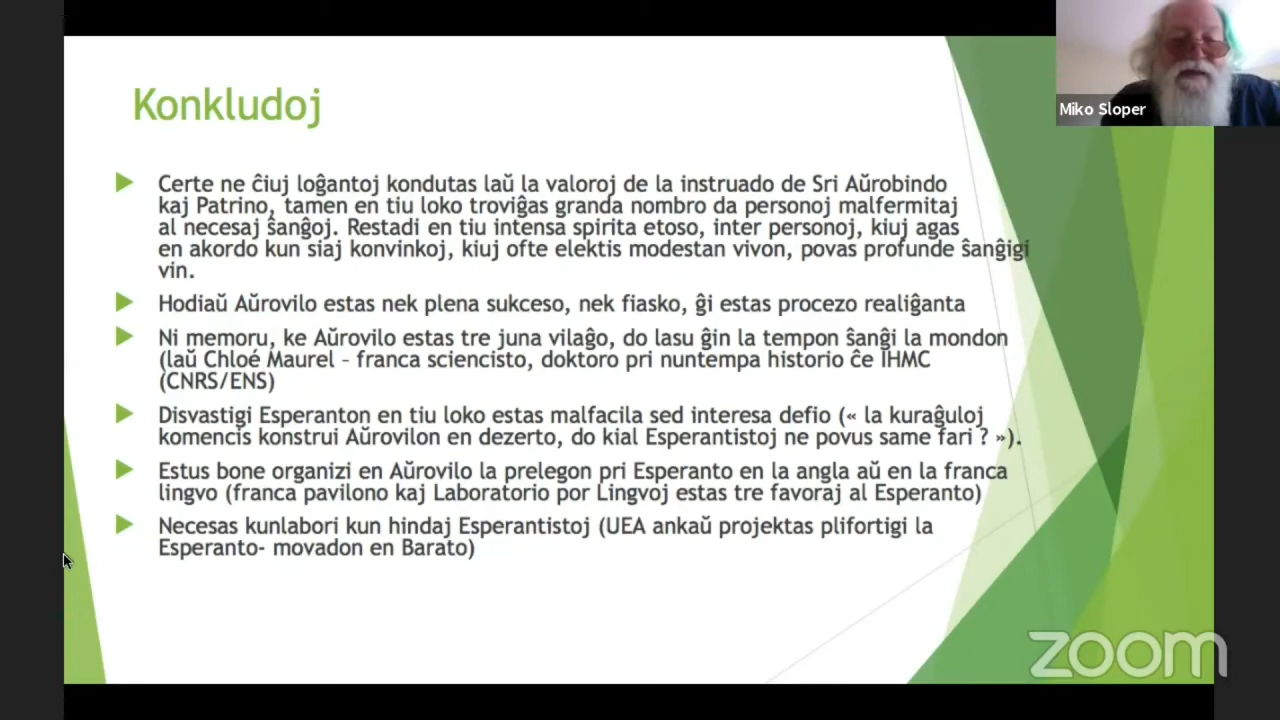 Konkludoj
Certe ne ĉiuj loĝantoj kondutas laŭ la valoroj de la instruado de Sri Aŭrobindo
kaj Patrino, tamen en tiu loko troviĝas granda nombro da personoj malfermitaj
al necesaj ŝanĝoj. Restadi en tiu intensa spirita etoso, inter personoj, kiuj agas
en akordo kun siaj konvinkoj, kiuj ofte elektis modestan vivon, povas profunde ŝanĝigi
vin.
Hodiaŭ Aŭrovilo estas nek plena sukceso, nek fiasko, ĝi estas procezo realiĝanta
Ni memoru, ke Aŭrovilo estas tre juna vilaĝo, do lasu ĝin la tempon ŝanĝi la mondon
(laŭ Chloé Maurel – franca sciencisto, doktoro pri nuntempa historio ĉe IHMC
(CNRS/ENS)
Disvastigi Esperanton en tiu loko estas malfacila sed interesa defio (« la kuraĝuloj
komencis konstrui Aŭrovilon en dezerto, do kial Esperantistoj ne povus same fari ? »).
Estus bone organizi en Aŭrovilo la prelegon pri Esperanto en la angla aŭ en la franca
lingvo (franca pavilono kaj Laboratorio por Lingvoj estas tre favoraj al Esperanto)
Necesas kunlabori kun hindaj Esperantistoj (UEA ankaŭ projektas plifortigi la
Esperanto- movadon en Barato)
Miko Sloper
zoom